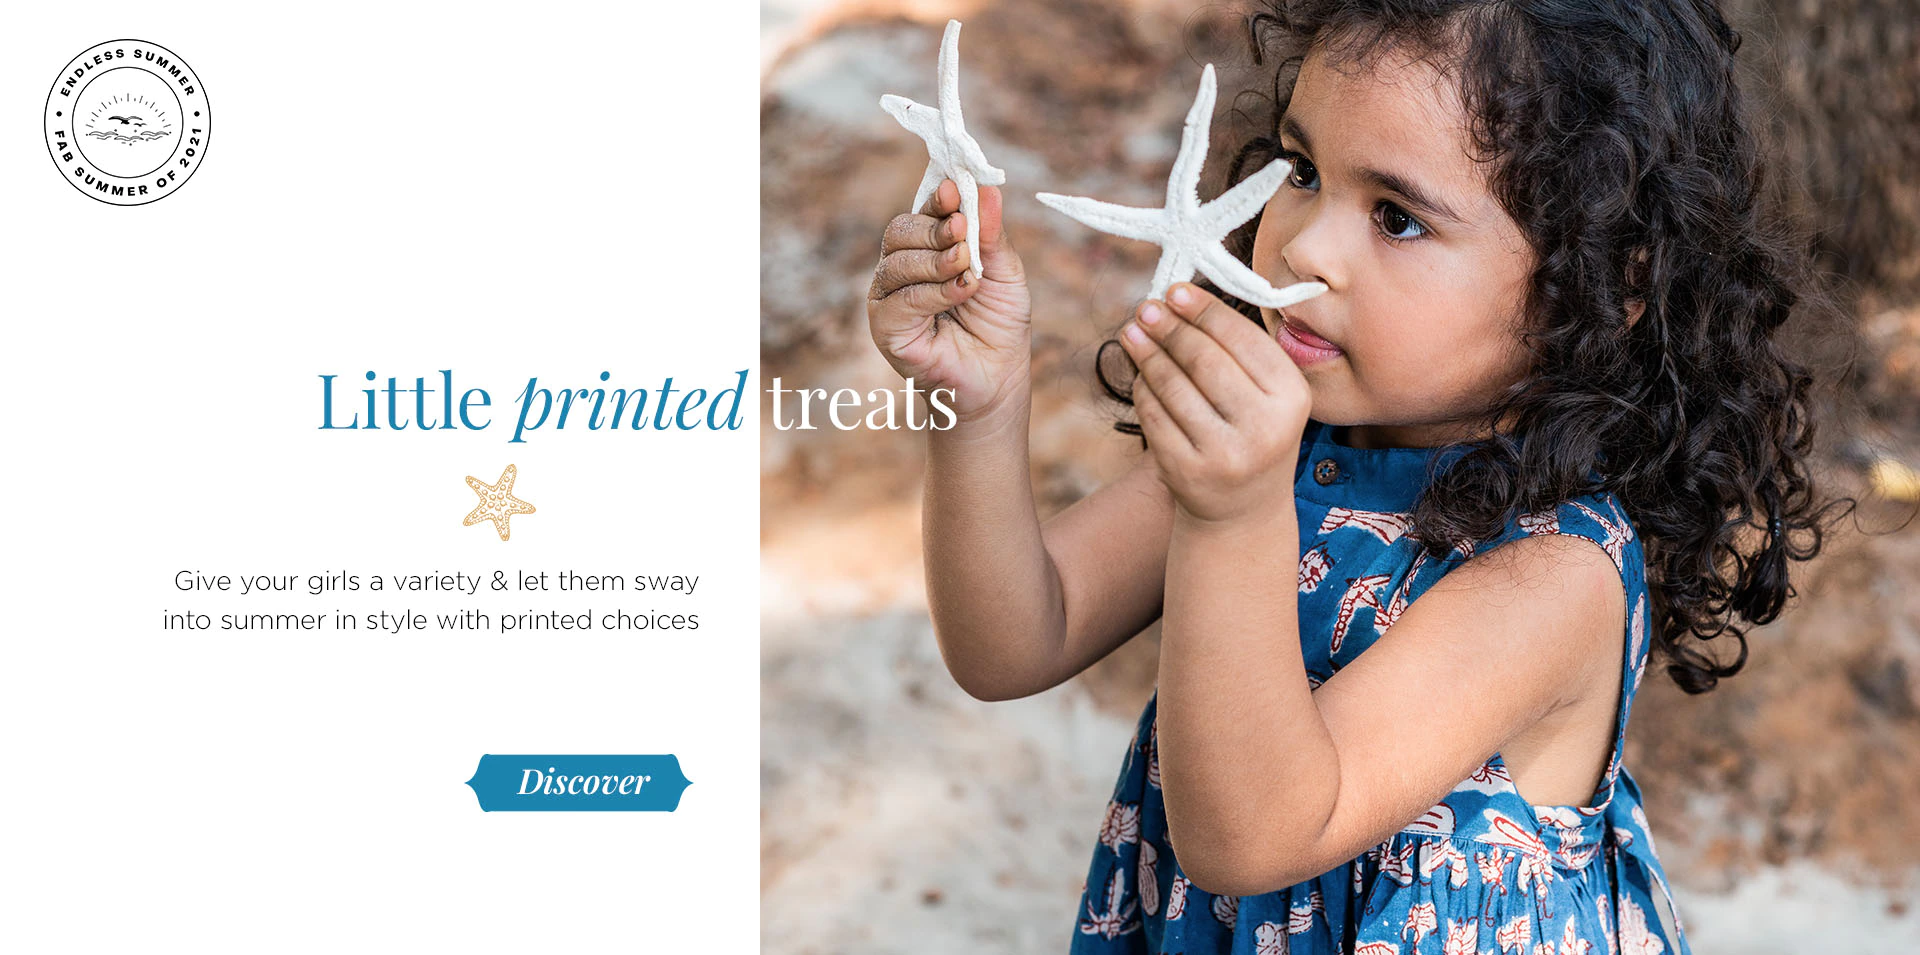 ENDLESS SUMMER
FAB SUMMER OF 2021
Little printed treats
Give your girls a variety & let them sway
into summer in style with printed choices
Discover